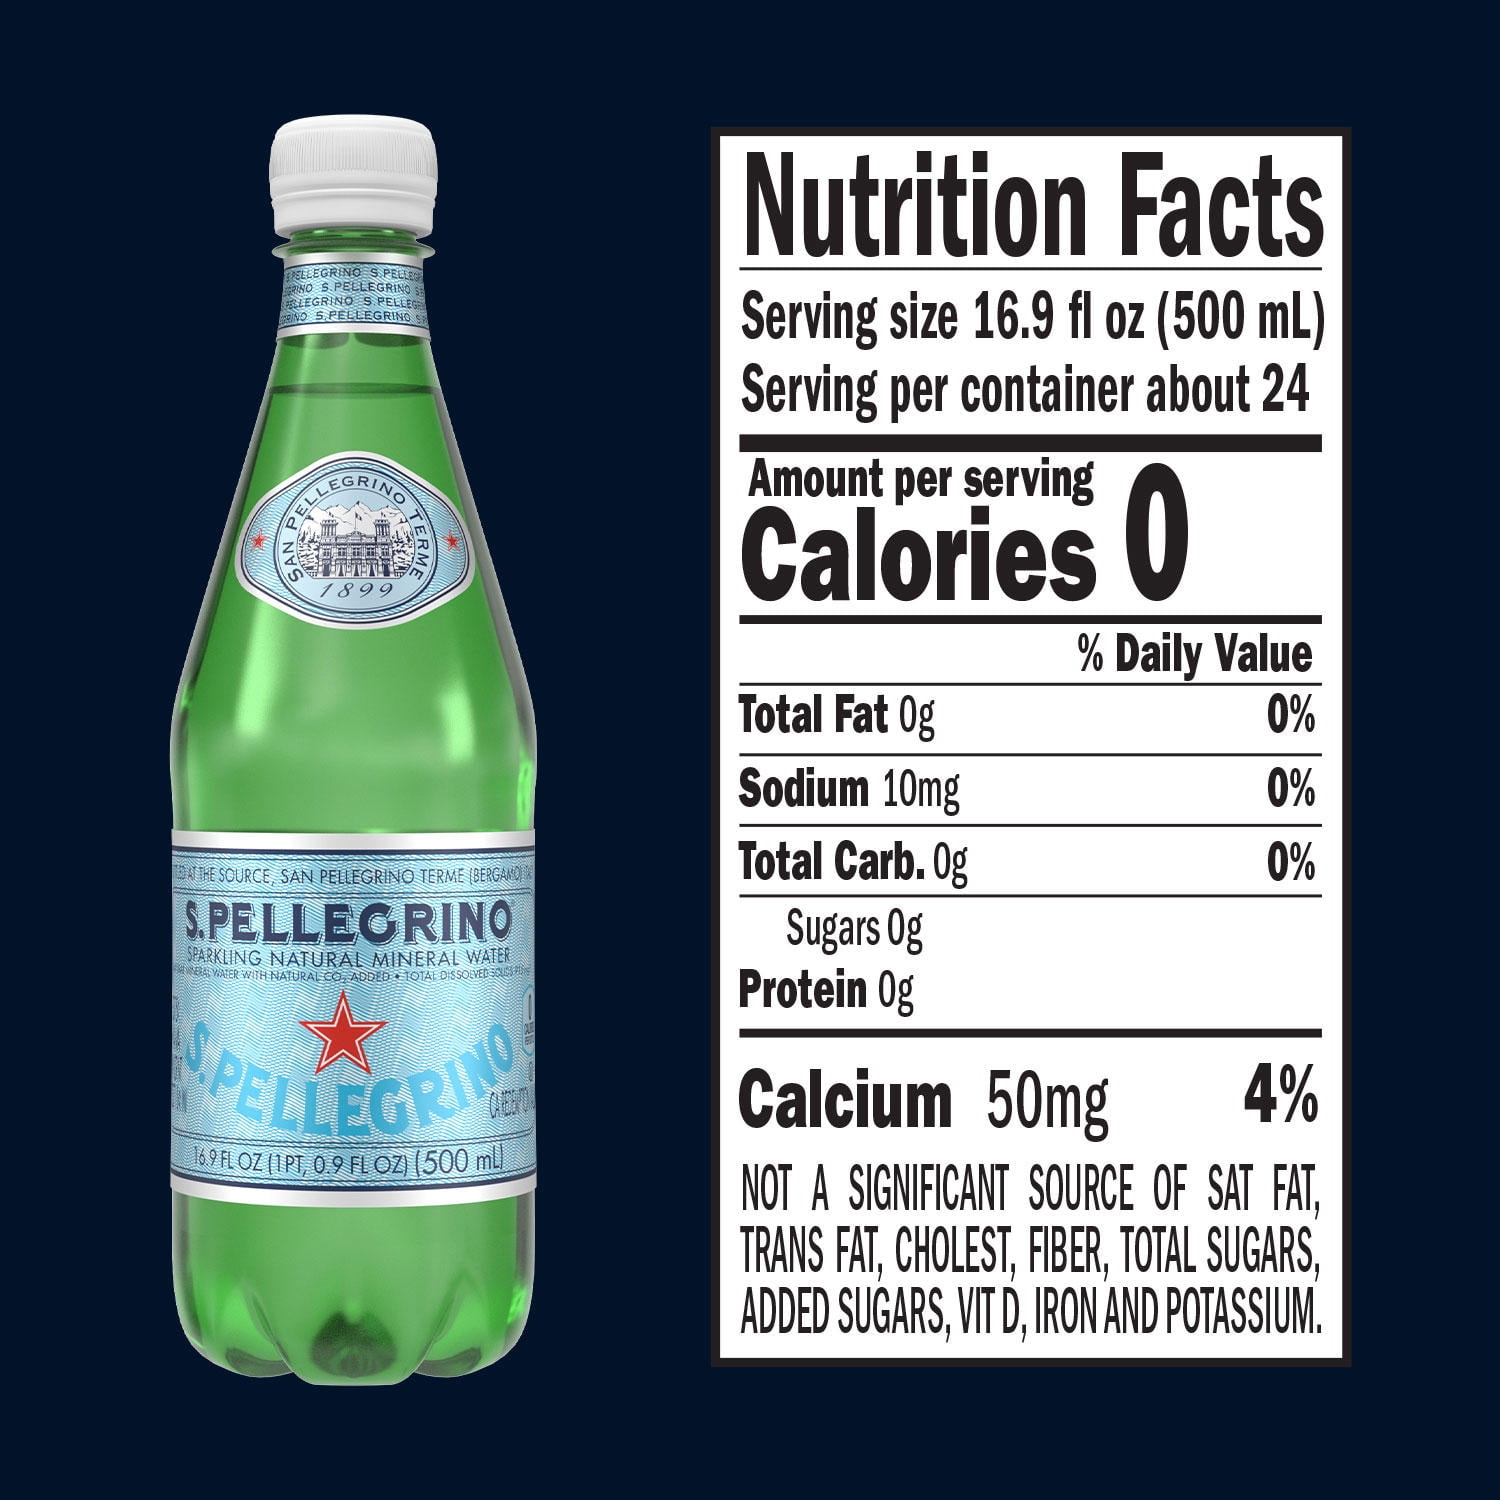 S.PELLEGRINO S.PELLEGRINO
S.PELLEGRINO
PELLEGRINO S.PELLEGRINO
S.PELLEGRINO
SAN PELLEGRINO TERME
1899
AT THE SOURCE, SAN PELLEGRINO TERME (BERGAMO)
S.PELLEGRINO
SPARKLING NATURAL MINERAL WATER
MINERAL WATER WITH NATURAL CO₂ ADDED • TOTAL DISSOLVED SOLIDS
S.PELLEGRINO
16.9 FL OZ (1PT, 0.9 FL OZ) (500 mL)
Nutrition Facts
Serving size 16.9 fl oz (500 mL)
Serving per container about 24
Amount per serving
Calories 0
% Daily Value
Total Fat 0g 0%
Sodium 10mg 0%
Total Carb. 0g 0%
Sugars 0g
Protein 0g
Calcium 50mg 4%
NOT A SIGNIFICANT SOURCE OF SAT FAT,
TRANS FAT, CHOLEST, FIBER, TOTAL SUGARS,
ADDED SUGARS, VIT D, IRON AND POTASSIUM.